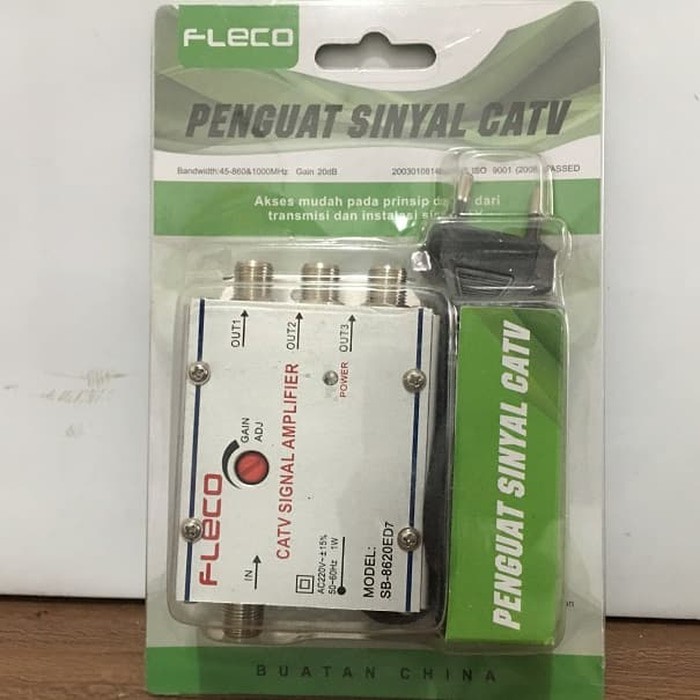 FLECO
PENGUAT SINYAL CATV
Bandwidth:45-860&1000MHz Gain 20dB
ISO 9001 (2008) PASSED
Akses mudah pada prinsip dari
transmisi dan instalasi
OUT1
OUT2
OUT3
POWER
GAIN
ADJ
FLECO
CATV SIGNAL AMPLIFIER
IN
AC220V~±15%
50~60Hz 1W
MODEL:
SB-8620ED7
PENGUAT SINYAL CATV
BUATAN CHINA